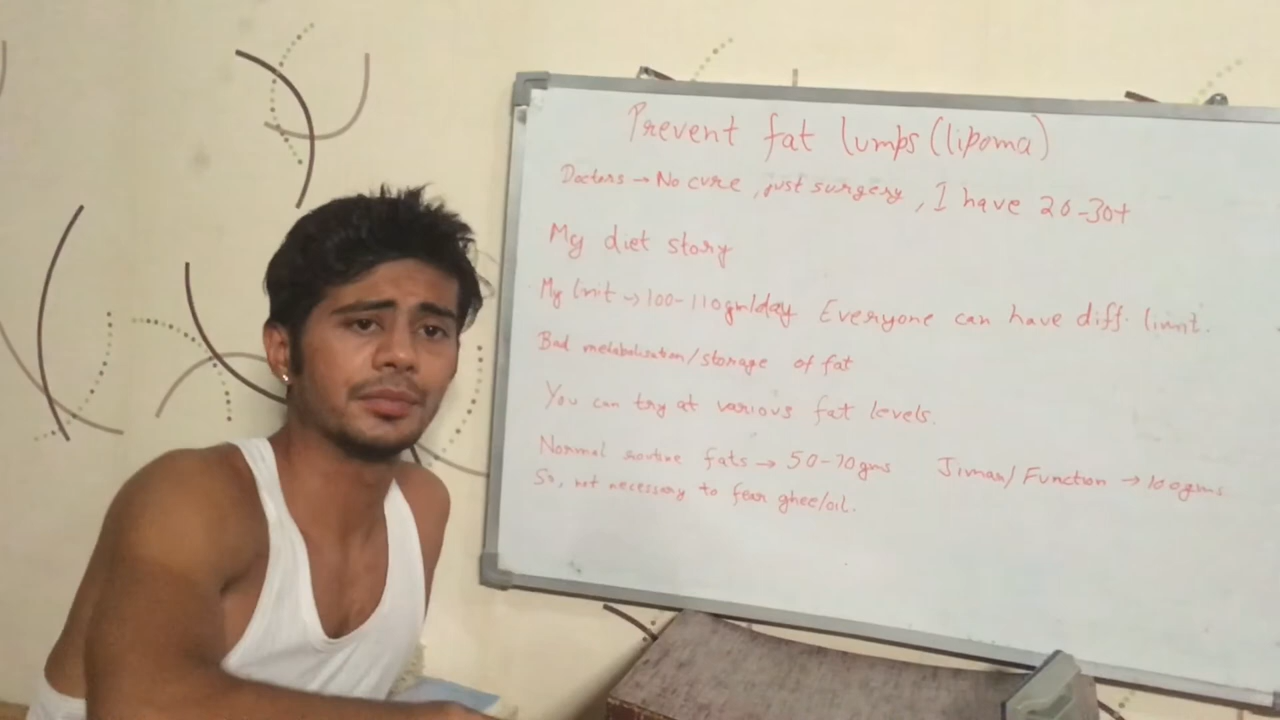 Prevent fat lumps (lipoma)
Doctors → No cure, just surgery, I have 20-30+
My diet story
My limit → 100-110gm/day Everyone can have diff. limit.
Bad metabolisation/storage of fat
You can try at various fat levels.
Normal routine fats → 50-70gms Jiman/Function → 100gms
So, not necessary to fear ghee/oil.